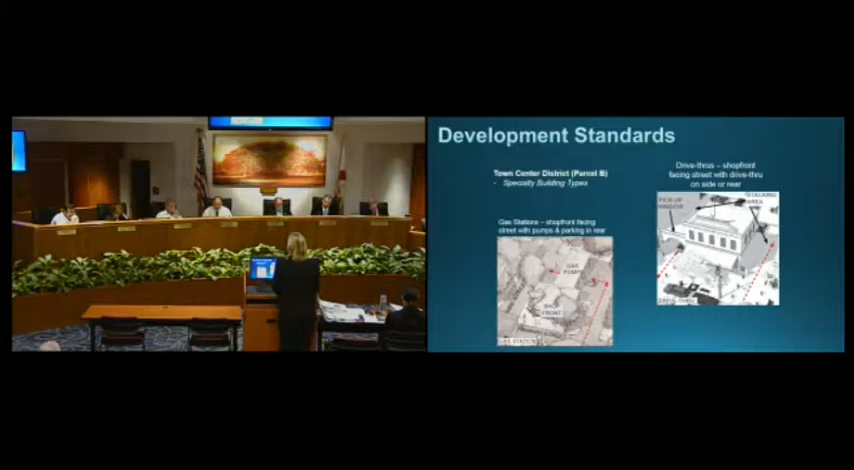 Development Standards
Town Center District (Parcel B)
- Specialty Building Types
Gas Stations – shopfront facing
street with pumps & parking in rear
GAS
PUMPS
SHOP
FRONT
GAS STATION
Drive-thrus – shopfront
facing street with drive-thru
on side or rear
PICK-UP
WINDOW
STACKING
AREA
DRIVE-THRU